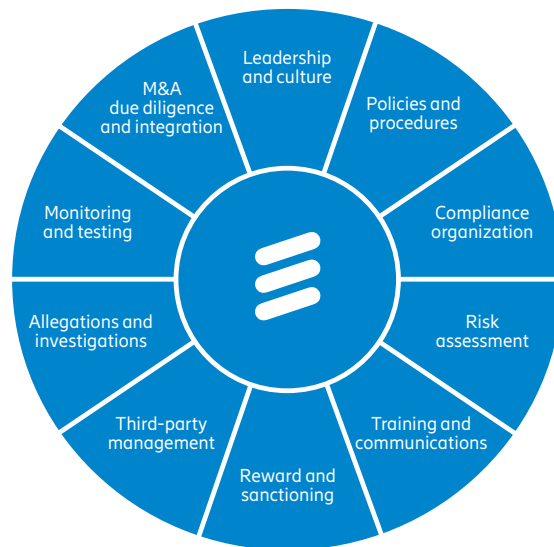 Leadership
and culture
Policies and
procedures
Compliance
organization
Risk
assessment
Training and
communications
Reward and
sanctioning
Third-party
management
Allegations and
investigations
Monitoring
and testing
M&A
due diligence
and integration